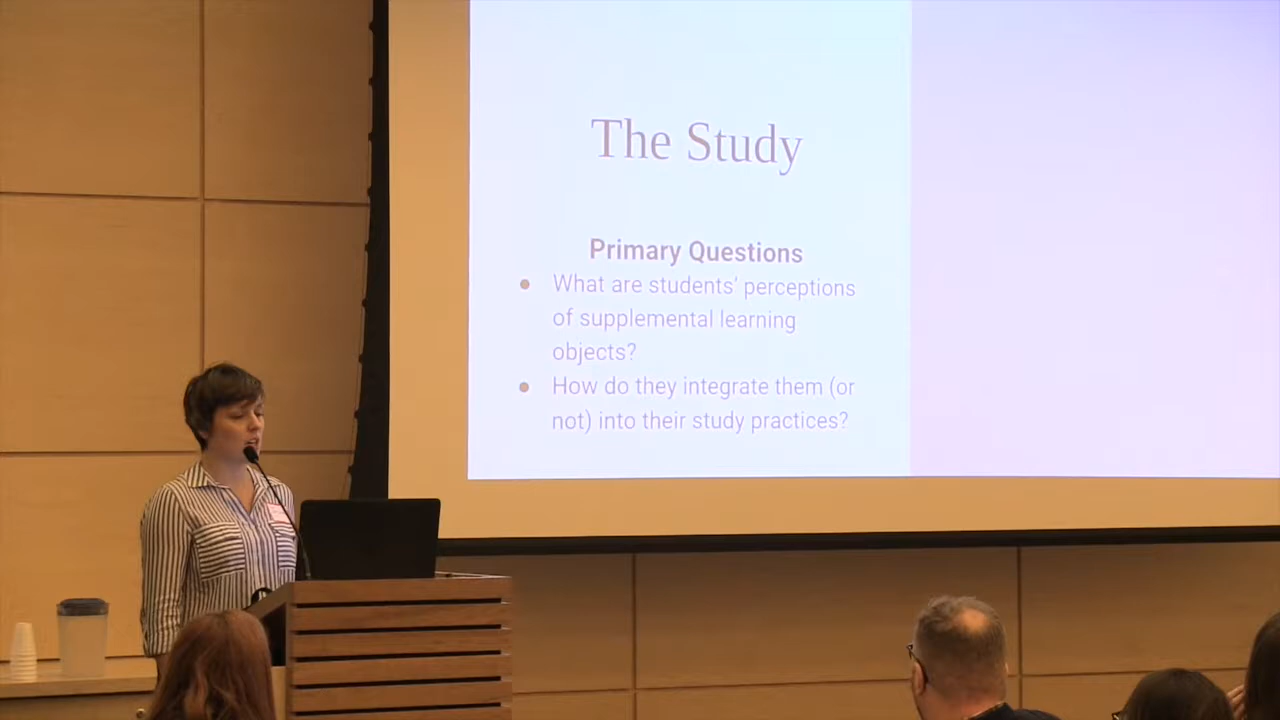 The Study
Primary Questions
● What are students' perceptions
of supplemental learning
objects?
● How do they integrate them (or
not) into their study practices?